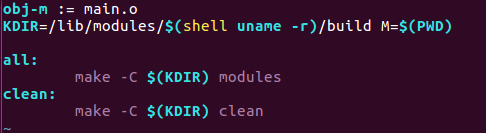 obj-m := main.o
KDIR=/lib/modules/$(shell uname -r)/build M=$(PWD)
all:
        make -C $(KDIR) modules
clean:
        make -C $(KDIR) clean
~